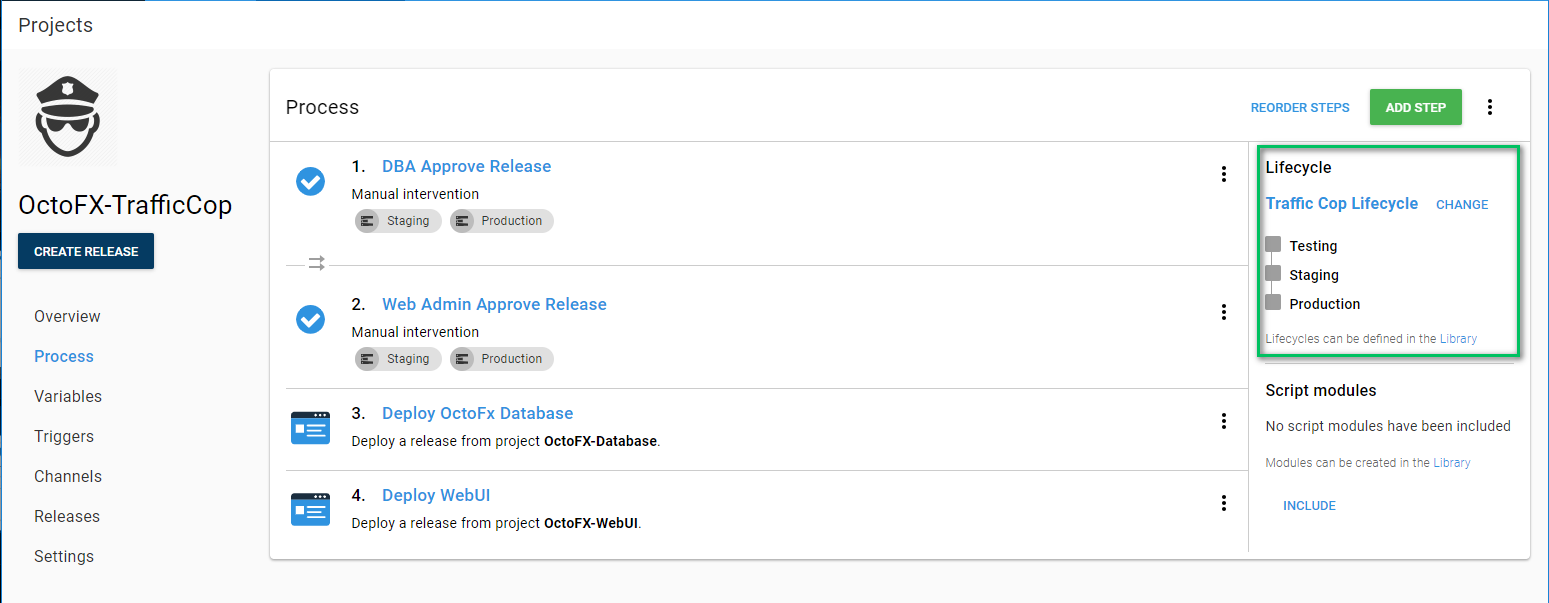 Projects
OctoFX-TrafficCop
CREATE RELEASE
Overview
Process
Variables
Triggers
Channels
Releases
Settings
Process
REORDER STEPS
ADD STEP
1. DBA Approve Release
Manual intervention
Staging Production
2. Web Admin Approve Release
Manual intervention
Staging Production
3. Deploy OctoFx Database
Deploy a release from project OctoFX-Database.
4. Deploy WebUI
Deploy a release from project OctoFX-WebUI.
Lifecycle
Traffic Cop Lifecycle CHANGE
Testing
Staging
Production
Lifecycles can be defined in the Library
Script modules
No script modules have been included
Modules can be created in the Library
INCLUDE